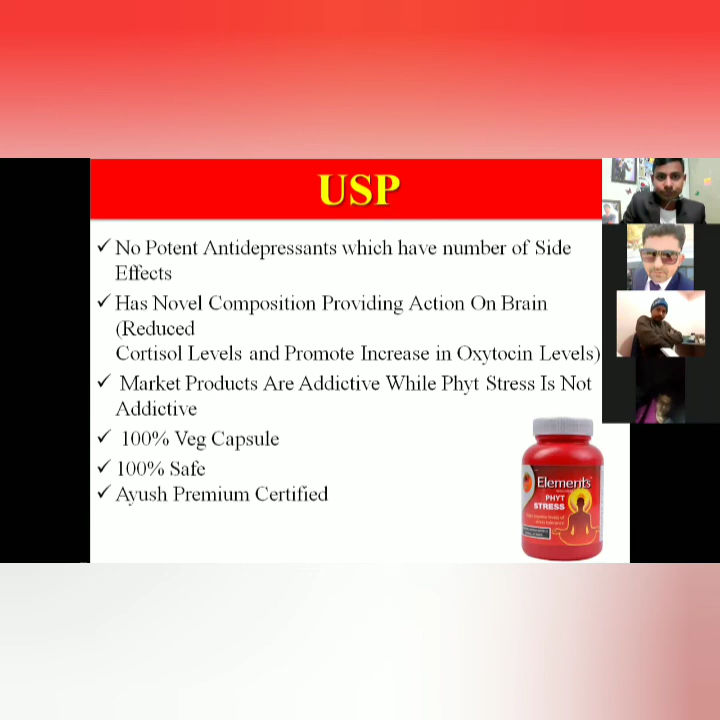 USP
✓ No Potent Antidepressants which have number of Side
Effects
✓ Has Novel Composition Providing Action On Brain
(Reduced
Cortisol Levels and Promote Increase in Oxytocin Levels)
✓ Market Products Are Addictive While Phyt Stress Is Not
Addictive
✓ 100% Veg Capsule
✓ 100% Safe
✓ Ayush Premium Certified
Elements
PHYT
STRESS